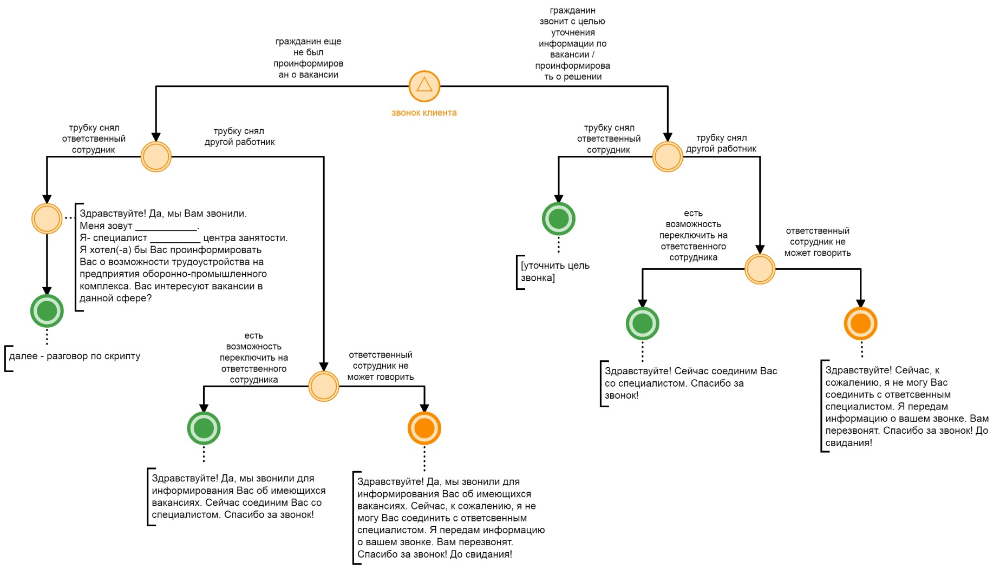 гражданин
звонит с целью
уточнения
информации по
вакансии /
проинформирова
ть о решении
гражданин еще
не был
проинформиров
ан о вакансии
звонок клиента
трубку снял
ответственный
сотрудник
трубку снял
другой работник
трубку снял
ответственный
сотрудник
трубку снял
другой работник
Здравствуйте! Да, мы Вам звонили.
Меня зовут ___________.
Я- специалист _________ центра занятости.
Я хотел(-а) бы Вас проинформировать
Вас о возможности трудоустройства на
предприятия оборонно-промышленного
комплекса. Вас интересуют вакансии в
данной сфере?
далее - разговор по скрипту
есть
возможность
переключить на
ответственного
сотрудника
ответственный
сотрудник не
может говорить
Здравствуйте! Да, мы звонили для
информирования Вас об имеющихся
вакансиях. Сейчас соединим Вас со
специалистом. Спасибо за звонок!
Здравствуйте! Да, мы звонили для
информирования Вас об имеющихся
вакансиях. Сейчас, к сожалению, я не
могу Вас соединить с ответсвенным
специалистом. Я передам информацию
о вашем звонке. Вам перезвонят.
Спасибо за звонок! До свидания!
[уточнить цель
звонка]
есть
возможность
переключить на
ответственного
сотрудника
ответственный
сотрудник не
может говорить
Здравствуйте! Сейчас соединим Вас
со специалистом. Спасибо за
звонок!
Здравствуйте! Сейчас, к
сожалению, я не могу Вас
соединить с ответсвенным
специалистом. Я передам
информацию о вашем звонке. Вам
перезвонят. Спасибо за звонок! До
свидания!